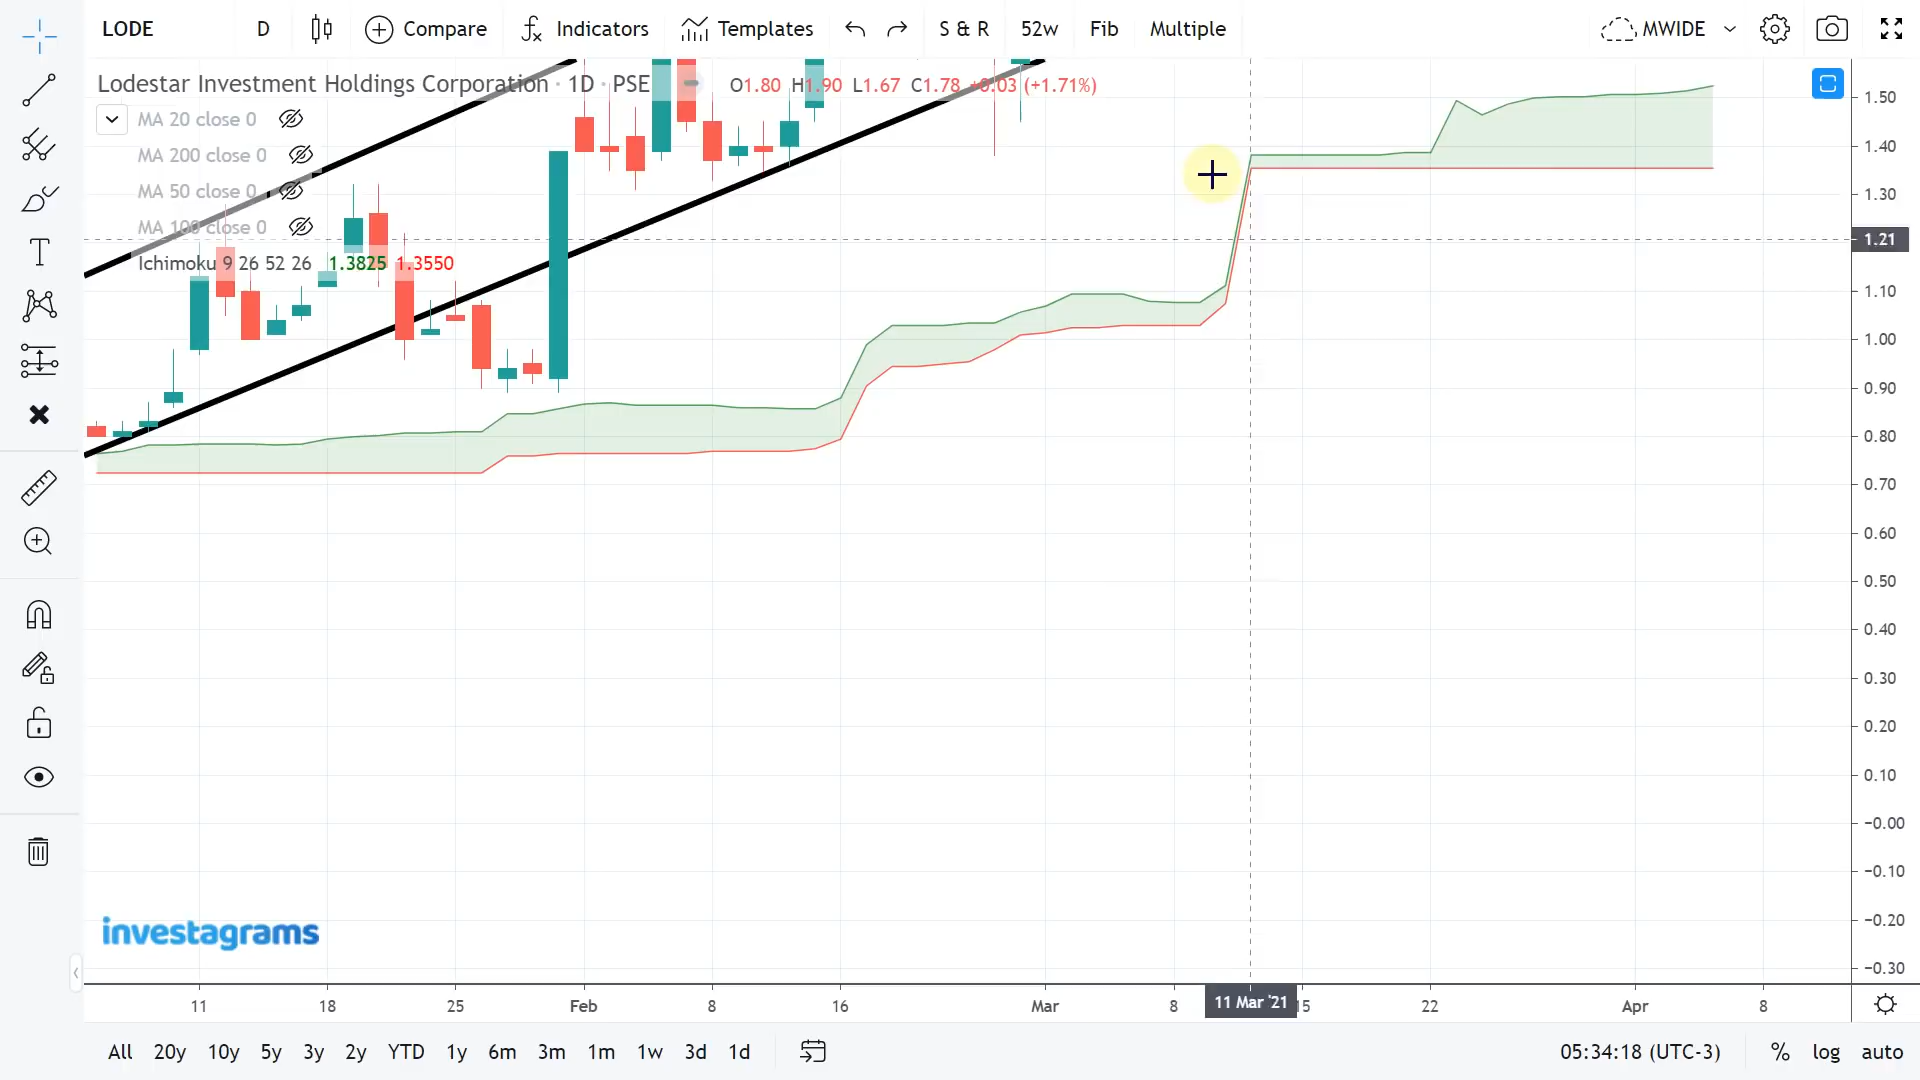 LODE D Compare Indicators Templates S & R 52w Fib Multiple MWIDE
Lodestar Investment Holdings Corporation · 1D · PSE O1.80 H1.90 L1.67 C1.78 +0.03 (+1.71%)
MA 20 close 0
MA 200 close 0
MA 50 close 0
MA 100 close 0
Ichimoku 9 26 52 26 1.3825 1.3550
1.50
1.40
1.30
1.21
1.10
1.00
0.90
0.80
0.70
0.60
0.50
0.40
0.30
0.20
0.10
−0.00
−0.10
−0.20
−0.30
investagrams
11 18 25 Feb 8 16 Mar 8 11 Mar '21 15 22 Apr 8
All 20y 10y 5y 3y 2y YTD 1y 6m 3m 1m 1w 3d 1d 05:34:18 (UTC-3) % log auto